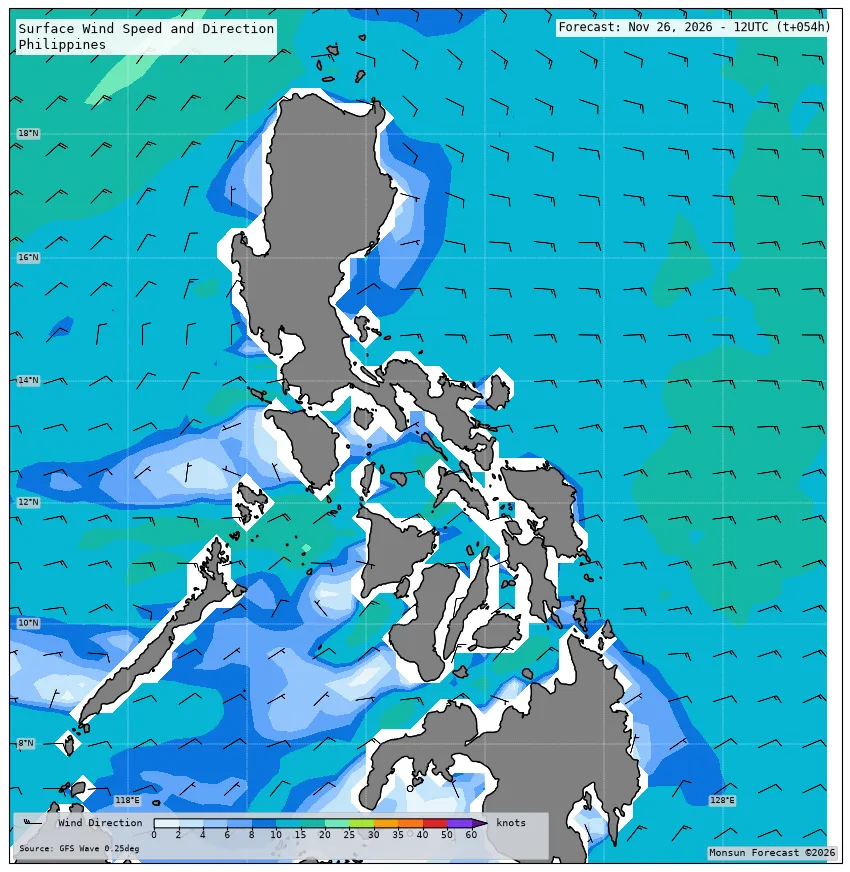 Surface Wind Speed and Direction
Philippines
Forecast: Nov 26, 2026 - 12UTC (t+054h)
18°N
16°N
14°N
12°N
10°N
8°N
118°E
128°E
Wind Direction
0 2 4 6 8 10 15 20 25 30 35 40 50 60
knots
Source: GFS Wave 0.25deg
Monsun Forecast ©2026